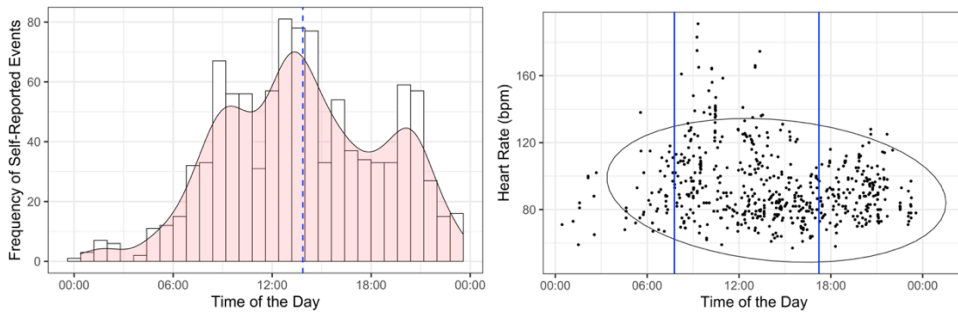 80
60
40
20
0
Frequency of Self-Reported Events
00:00 06:00 12:00 18:00 00:00
Time of the Day
160
120
80
Heart Rate (bpm)
00:00 06:00 12:00 18:00 00:00
Time of the Day